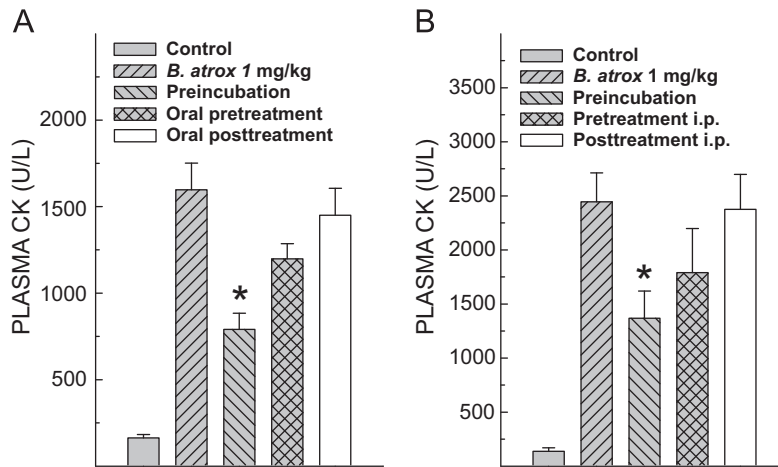 A
Control
B. atrox 1 mg/kg
Preincubation
Oral pretreatment
Oral posttreatment
PLASMA CK (U/L)
2000
1500
1000
500
*
B
Control
B. atrox 1 mg/kg
Preincubation
Pretreatment i.p.
Posttreatment i.p.
PLASMA CK (U/L)
3500
3000
2500
2000
1500
1000
500
*